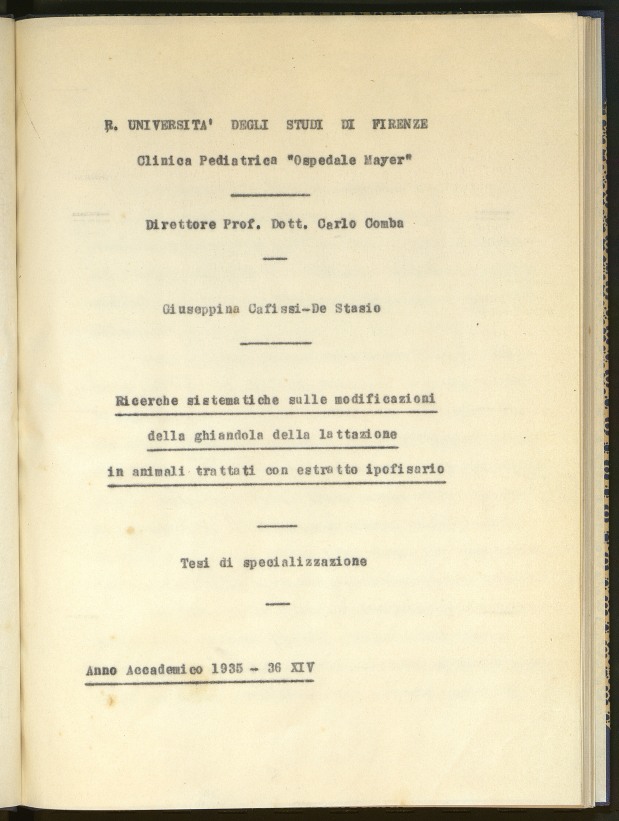 R. UNIVERSITA' DEGLI STUDI DI FIRENZE
Clinica Pediatrica "Ospedale Mayer"
Direttore Prof. Dott. Carlo Comba
Giuseppina Cafissi-De Stasio
Ricerche sistematiche sulle modificazioni
della ghiandola della lattazione
in animali trattati con estratto ipofisario
Tesi di specializzazione
Anno Accademico 1935 - 36 XIV